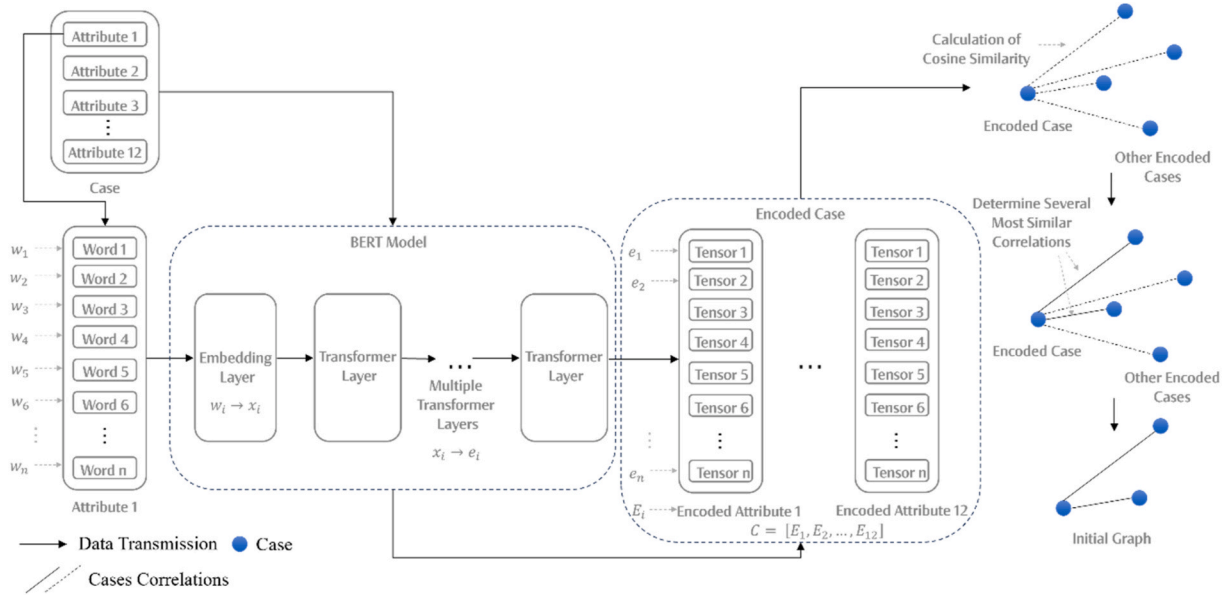 Attribute 1
Attribute 2
Attribute 3
⋮
Attribute 12
Case
w₁
w₂
w₃
w₄
w₅
w₆
⋮
wₙ
Word 1
Word 2
Word 3
Word 4
Word 5
Word 6
⋮
Word n
Attribute 1
BERT Model
Embedding
Layer
wᵢ → xᵢ
Transformer
Layer
...
Multiple
Transformer
Layers
xᵢ → eᵢ
Transformer
Layer
Encoded Case
e₁
e₂
⋮
eₙ
Eᵢ
Tensor 1
Tensor 2
Tensor 3
Tensor 4
Tensor 5
Tensor 6
⋮
Tensor n
Encoded Attribute 1
...
Tensor 1
Tensor 2
Tensor 3
Tensor 4
Tensor 5
Tensor 6
⋮
Tensor n
Encoded Attribute 12
C = [E₁, E₂, ..., E₁₂]
Calculation of
Cosine Similarity
Encoded Case
Other Encoded
Cases
Determine Several
Most Similar
Correlations
Encoded Case
Other Encoded
Cases
Initial Graph
Data Transmission
Case
Cases Correlations